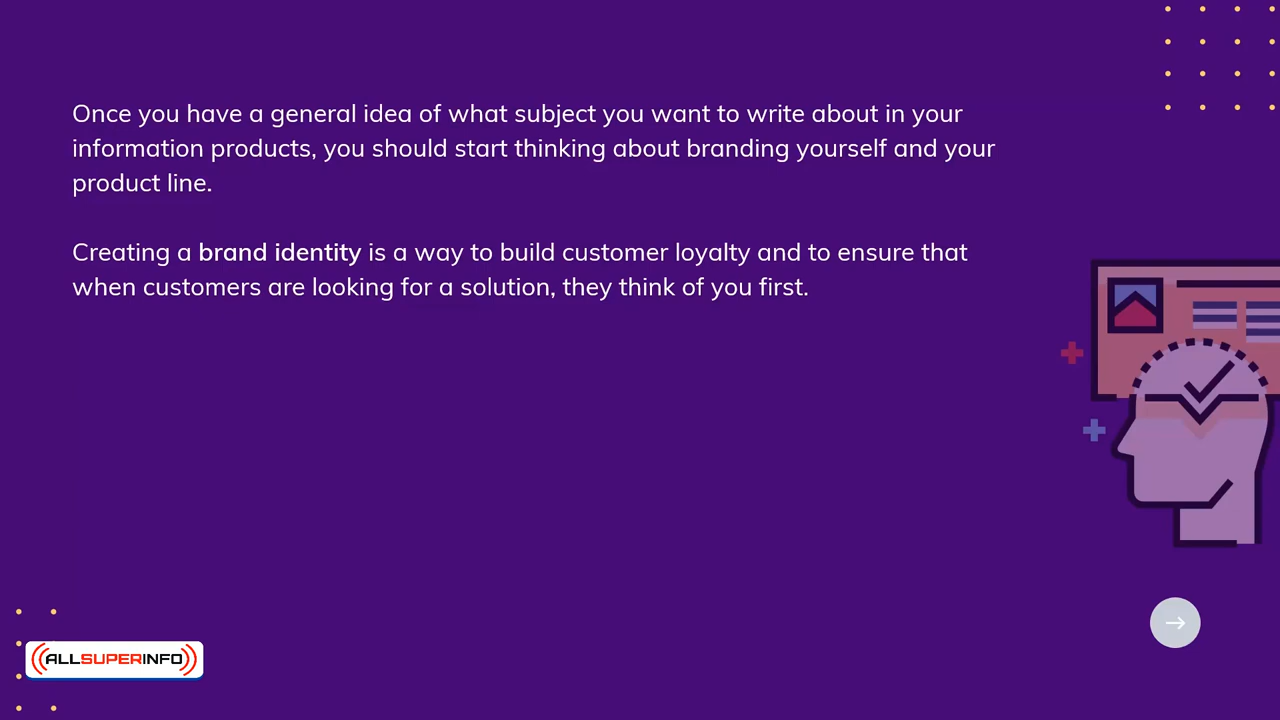 Once you have a general idea of what subject you want to write about in your
information products, you should start thinking about branding yourself and your
product line.
Creating a brand identity is a way to build customer loyalty and to ensure that
when customers are looking for a solution, they think of you first.
ALLSUPERINFO